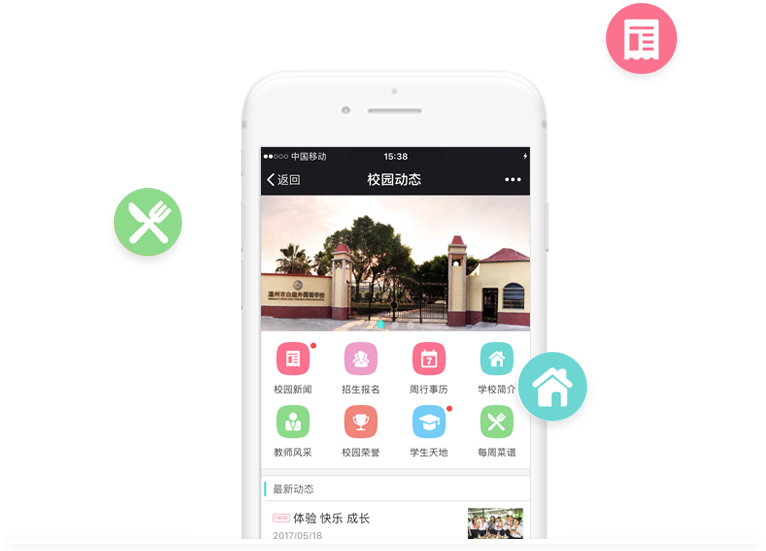 中国移动 15:38
返回 校园动态
7
校园新闻 招生报名 周行事历 学校简介
教师风采 校园荣誉 学生天地 每周菜谱
最新动态
new 体验 快乐 成长
2017/05/18